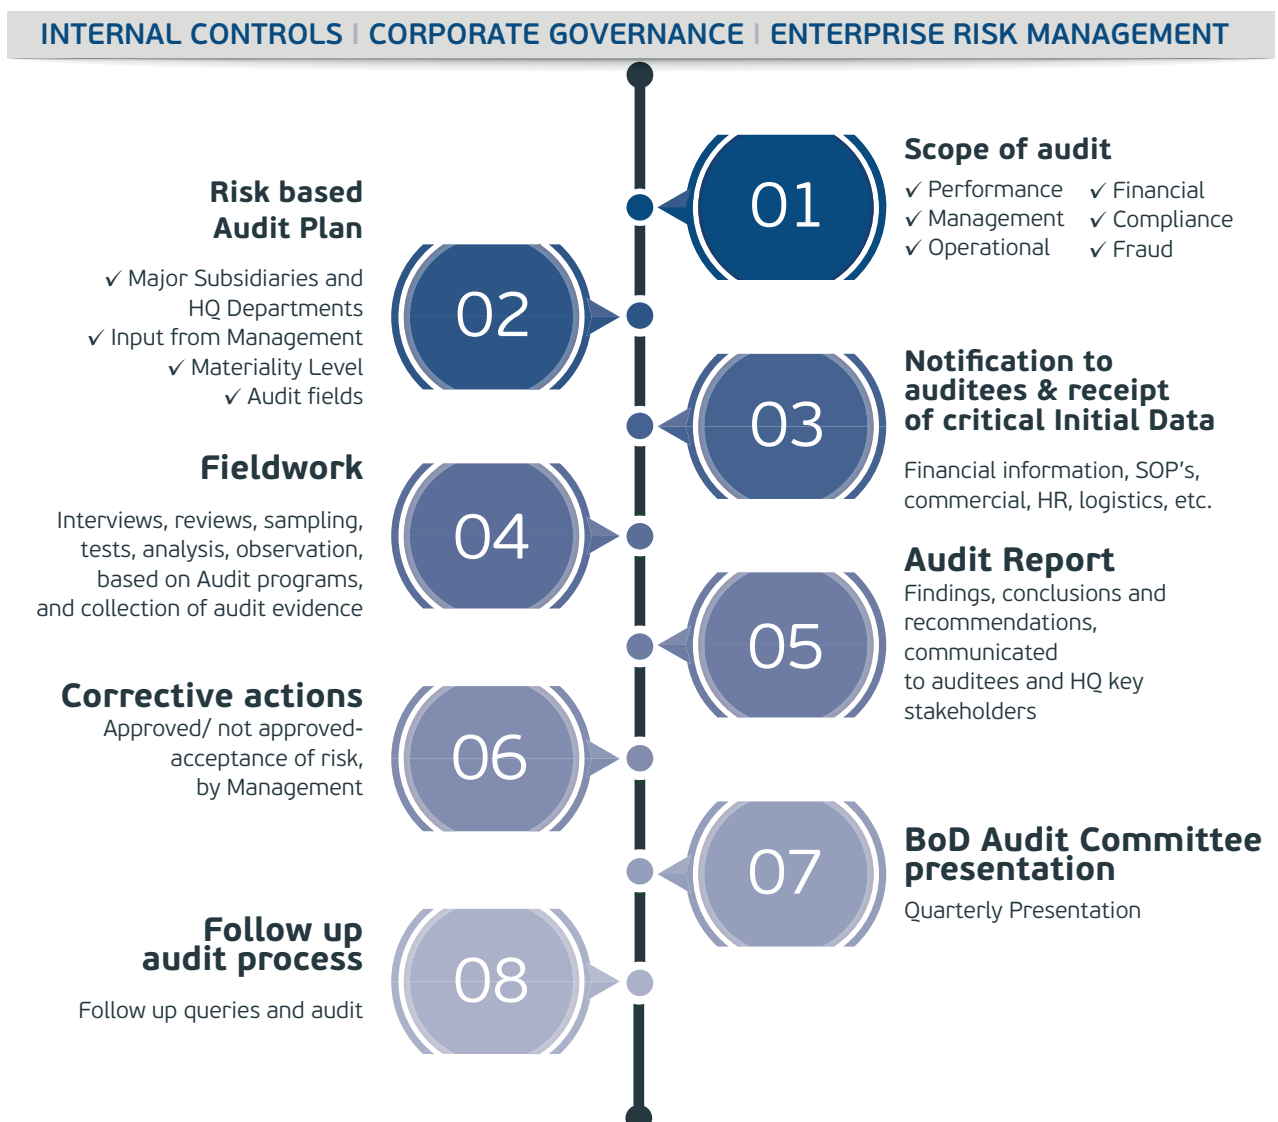 INTERNAL CONTROLS | CORPORATE GOVERNANCE | ENTERPRISE RISK MANAGEMENT
01
Scope of audit
✓ Performance
✓ Management
✓ Operational
✓ Financial
✓ Compliance
✓ Fraud
02
Risk based
Audit Plan
✓ Major Subsidiaries and
HQ Departments
✓ Input from Management
✓ Materiality Level
✓ Audit fields
03
Notification to
auditees & receipt
of critical Initial Data
Financial information, SOP's,
commercial, HR, logistics, etc.
04
Fieldwork
Interviews, reviews, sampling,
tests, analysis, observation,
based on Audit programs,
and collection of audit evidence
05
Audit Report
Findings, conclusions and
recommendations,
communicated
to auditees and HQ key
stakeholders
06
Corrective actions
Approved/ not approved-
acceptance of risk,
by Management
07
BoD Audit Committee
presentation
Quarterly Presentation
08
Follow up
audit process
Follow up queries and audit